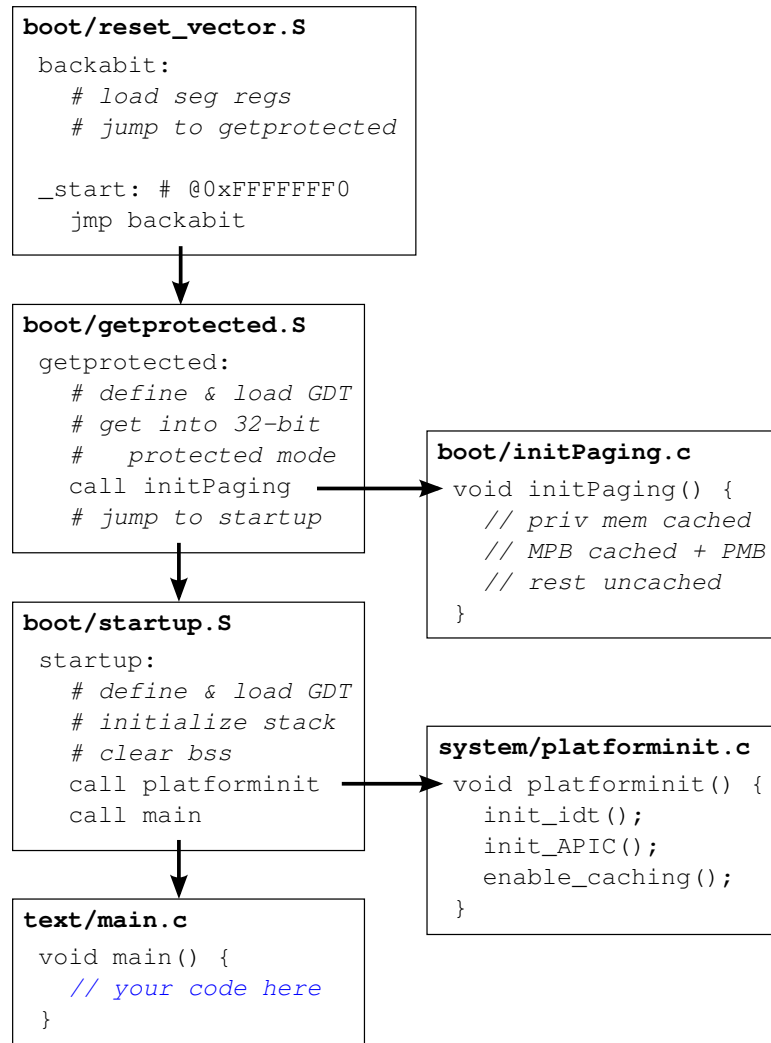 boot/reset_vector.S
backabit:
# load seg regs
# jump to getprotected
_start: # @0xFFFFFFF0
jmp backabit
boot/getprotected.S
getprotected:
# define & load GDT
# get into 32-bit
#   protected mode
call initPaging
# jump to startup
boot/initPaging.c
void initPaging() {
// priv mem cached
// MPB cached + PMB
// rest uncached
}
boot/startup.S
startup:
# define & load GDT
# initialize stack
# clear bss
call platforminit
call main
system/platforminit.c
void platforminit() {
init_idt();
init_APIC();
enable_caching();
}
text/main.c
void main() {
// your code here
}